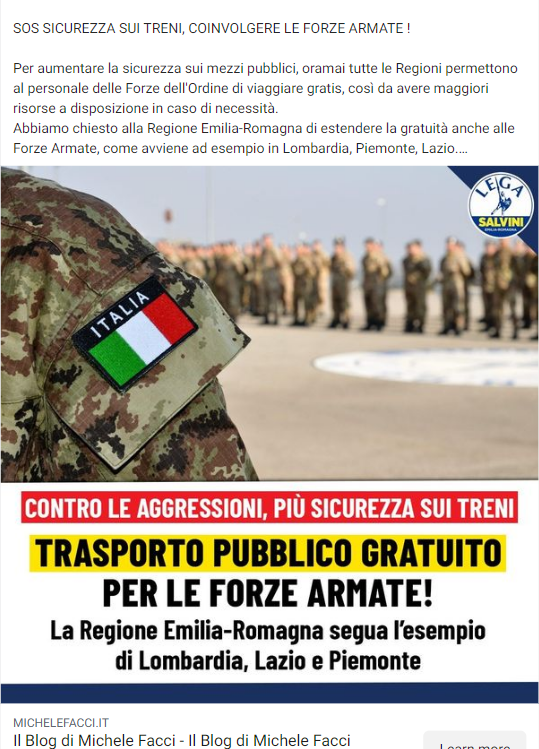 SOS SICUREZZA SUI TRENI, COINVOLGERE LE FORZE ARMATE !
Per aumentare la sicurezza sui mezzi pubblici, oramai tutte le Regioni permettono
al personale delle Forze dell'Ordine di viaggiare gratis, così da avere maggiori
risorse a disposizione in caso di necessità.
Abbiamo chiesto alla Regione Emilia-Romagna di estendere la gratuità anche alle
Forze Armate, come avviene ad esempio in Lombardia, Piemonte, Lazio....
LEGA
SALVINI
EMILIA-ROMAGNA
ITALIA
CONTRO LE AGGRESSIONI, PIÙ SICUREZZA SUI TRENI
TRASPORTO PUBBLICO GRATUITO
PER LE FORZE ARMATE!
La Regione Emilia-Romagna segua l'esempio
di Lombardia, Lazio e Piemonte
MICHELEFACCI.IT
Il Blog di Michele Facci - Il Blog di Michele Facci
Learn more